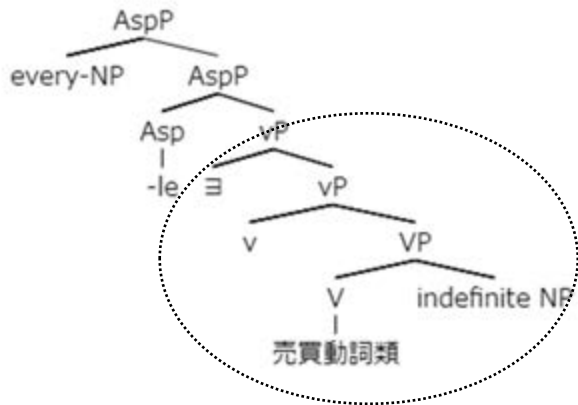 AspP
every-NP AspP
Asp vP
-le ∃ vP
v VP
V indefinite NP
売買動詞類